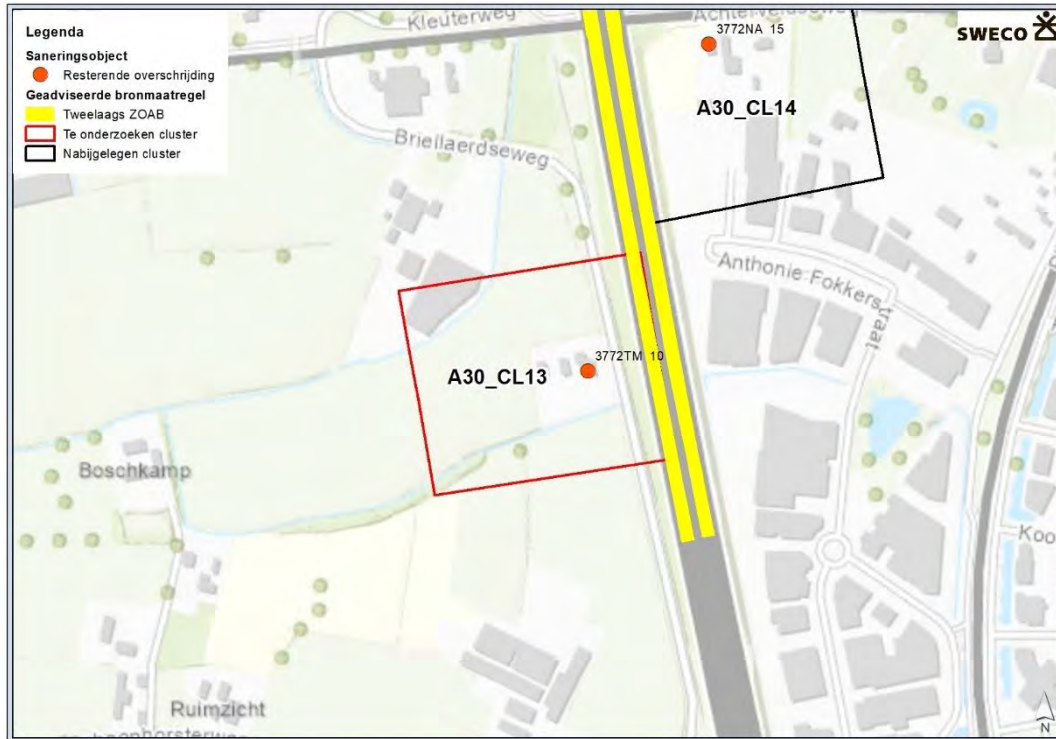 Legenda
Saneringsobject
Resterende overschrijding
Geadviseerde bronmaatregel
Tweelaags ZOAB
Te onderzoeken cluster
Nabijgelegen cluster
Kleuterweg
3772NA 15
SWECO
A30_CL14
Briellaerdseweg
Anthonie Fokkerstraat
3772TM 10
A30_CL13
Boschkamp
Ruimzicht
N